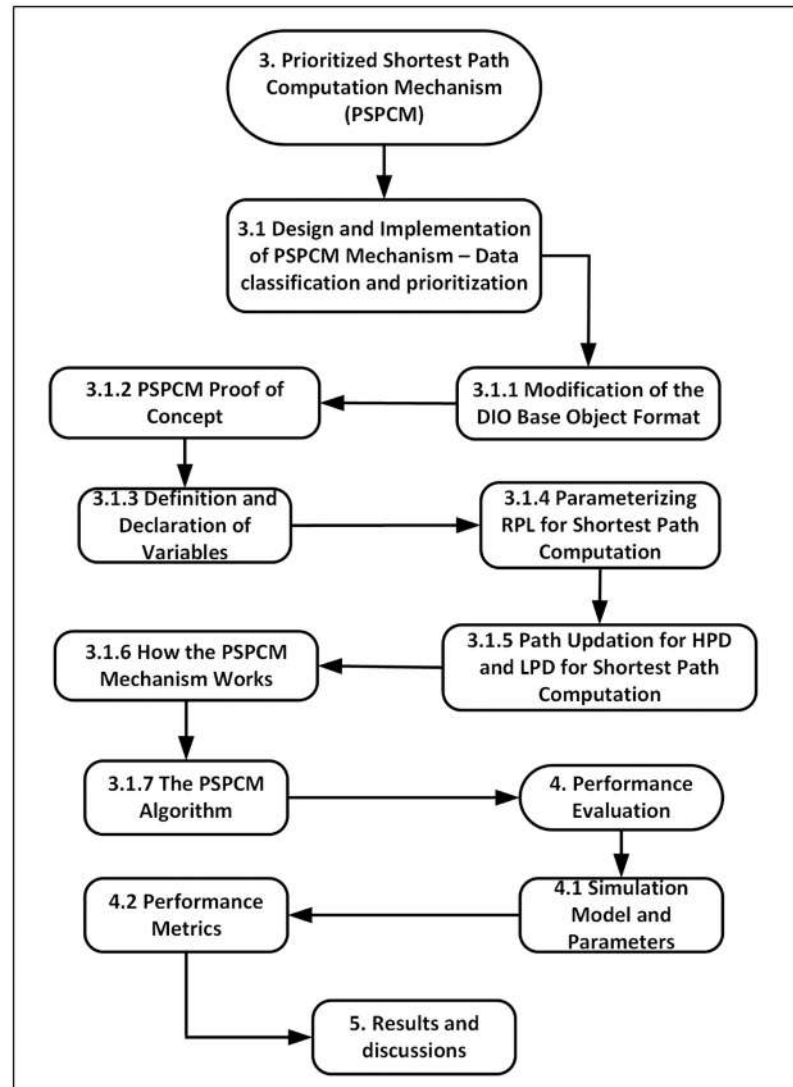 3. Prioritized Shortest Path
Computation Mechanism
(PSPCM)
3.1 Design and Implementation
of PSPCM Mechanism – Data
classification and prioritization
3.1.1 Modification of the
DIO Base Object Format
3.1.2 PSPCM Proof of
Concept
3.1.3 Definition and
Declaration of
Variables
3.1.4 Parameterizing
RPL for Shortest Path
Computation
3.1.5 Path Updation for HPD
and LPD for Shortest Path
Computation
3.1.6 How the PSPCM
Mechanism Works
3.1.7 The PSPCM
Algorithm
4. Performance
Evaluation
4.1 Simulation
Model and
Parameters
4.2 Performance
Metrics
5. Results and
discussions